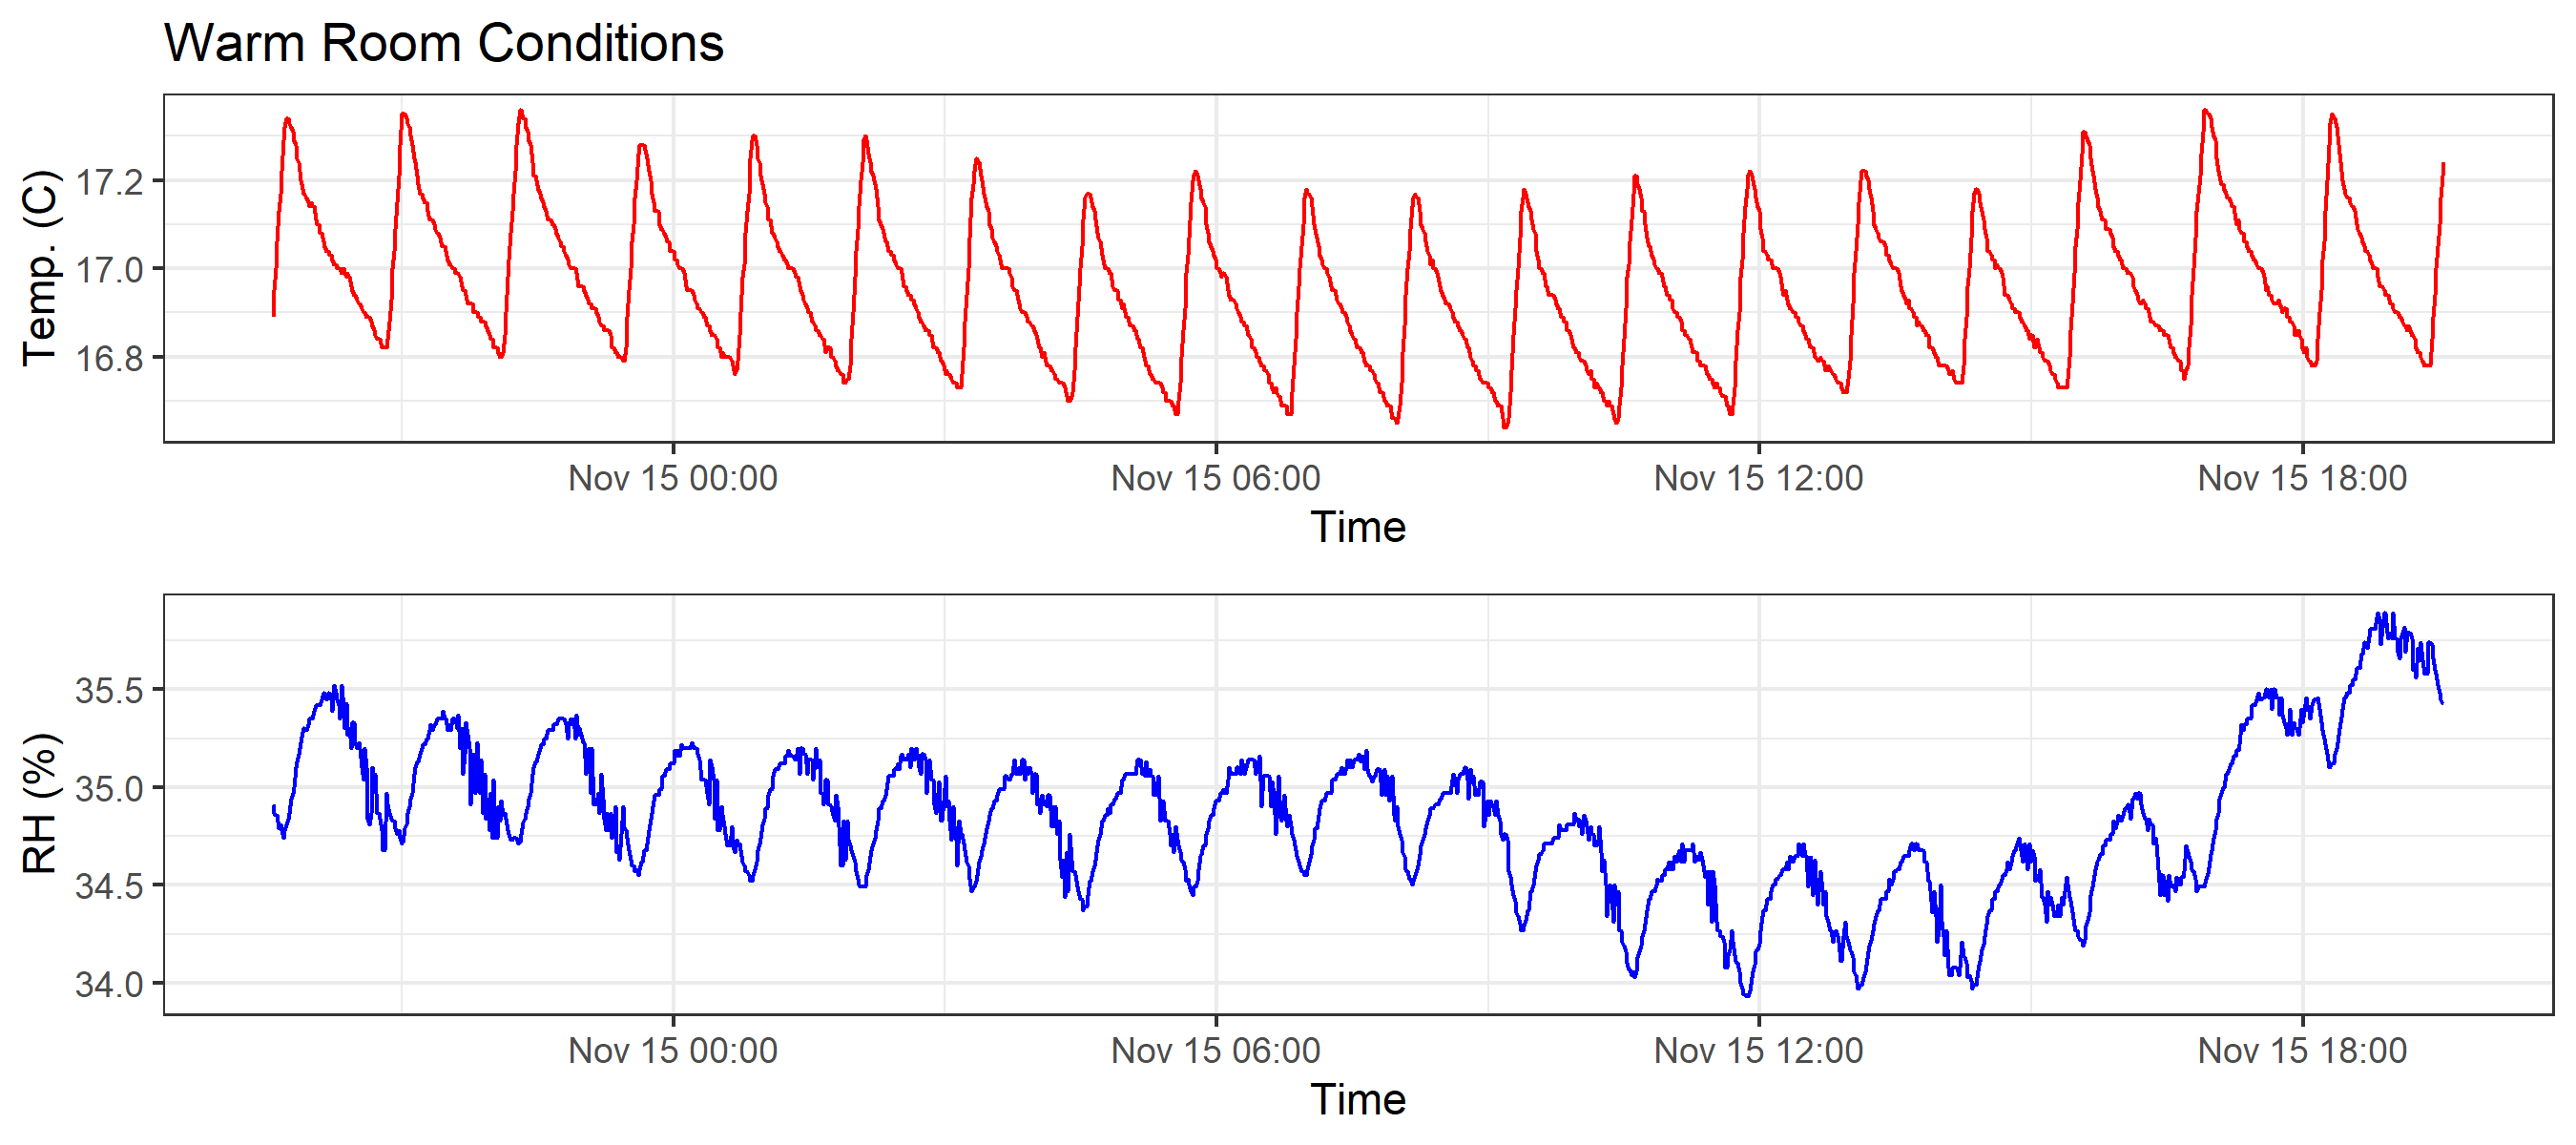 Warm Room Conditions
Temp. (C)
17.2
17.0
16.8
Nov 15 00:00 Nov 15 06:00 Nov 15 12:00 Nov 15 18:00
Time
RH (%)
35.5
35.0
34.5
34.0
Nov 15 00:00 Nov 15 06:00 Nov 15 12:00 Nov 15 18:00
Time